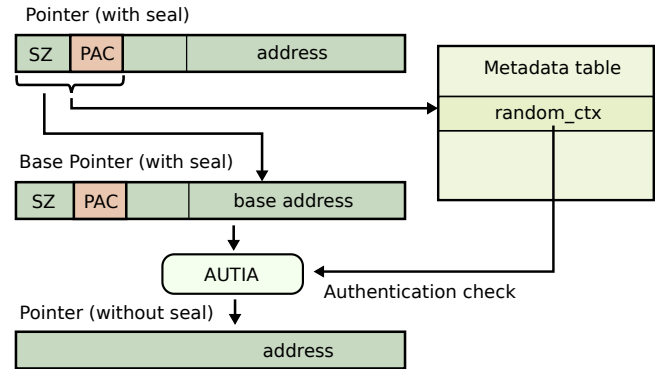 Pointer (with seal)
SZ PAC address
Metadata table
random_ctx
Base Pointer (with seal)
SZ PAC base address
AUTIA
Authentication check
Pointer (without seal)
address